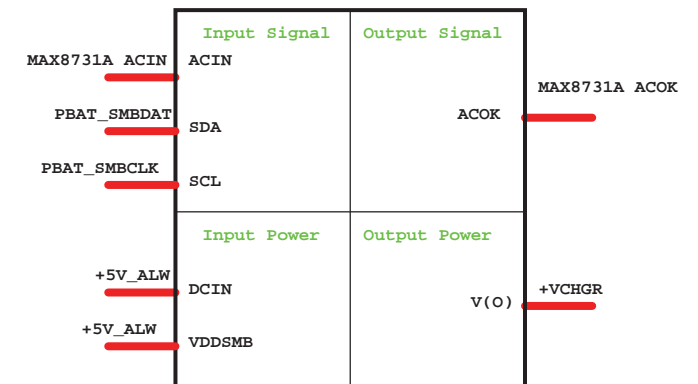 Input Signal
Output Signal
MAX8731A ACIN
ACIN
MAX8731A ACOK
PBAT_SMBDAT
SDA
ACOK
PBAT_SMBCLK
SCL
Input Power
Output Power
+5V_ALW
DCIN
V(O)
+VCHGR
+5V_ALW
VDDSMB